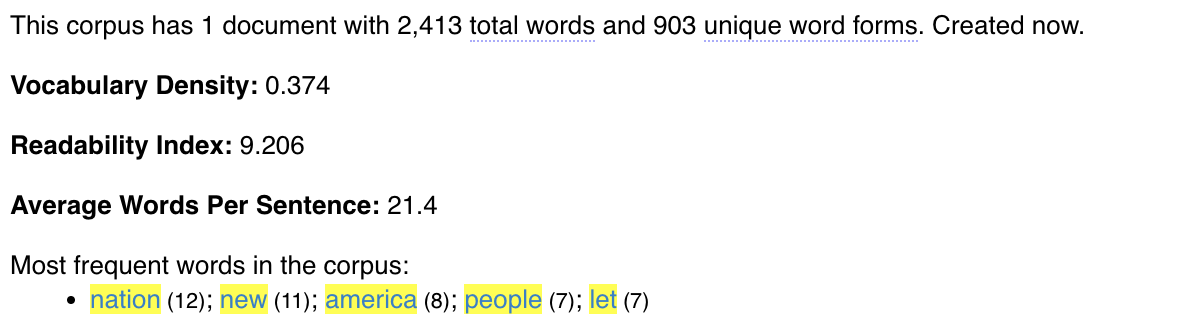 This corpus has 1 document with 2,413 total words and 903 unique word forms. Created now.
Vocabulary Density: 0.374
Readability Index: 9.206
Average Words Per Sentence: 21.4
Most frequent words in the corpus:
• nation (12); new (11); america (8); people (7); let (7)